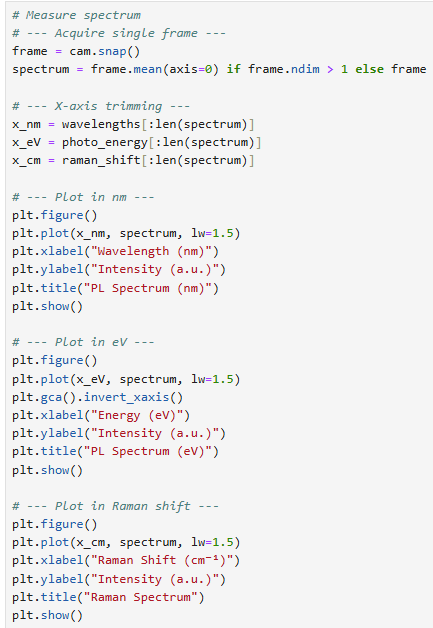 # Measure spectrum
# --- Acquire single frame ---
frame = cam.snap()
spectrum = frame.mean(axis=0) if frame.ndim > 1 else frame
# --- X-axis trimming ---
x_nm = wavelengths[:len(spectrum)]
x_eV = photo_energy[:len(spectrum)]
x_cm = raman_shift[:len(spectrum)]
# --- Plot in nm ---
plt.figure()
plt.plot(x_nm, spectrum, lw=1.5)
plt.xlabel("Wavelength (nm)")
plt.ylabel("Intensity (a.u.)")
plt.title("PL Spectrum (nm)")
plt.show()
# --- Plot in eV ---
plt.figure()
plt.plot(x_eV, spectrum, lw=1.5)
plt.gca().invert_xaxis()
plt.xlabel("Energy (eV)")
plt.ylabel("Intensity (a.u.)")
plt.title("PL Spectrum (eV)")
plt.show()
# --- Plot in Raman shift ---
plt.figure()
plt.plot(x_cm, spectrum, lw=1.5)
plt.xlabel("Raman Shift (cm⁻¹)")
plt.ylabel("Intensity (a.u.)")
plt.title("Raman Spectrum")
plt.show()